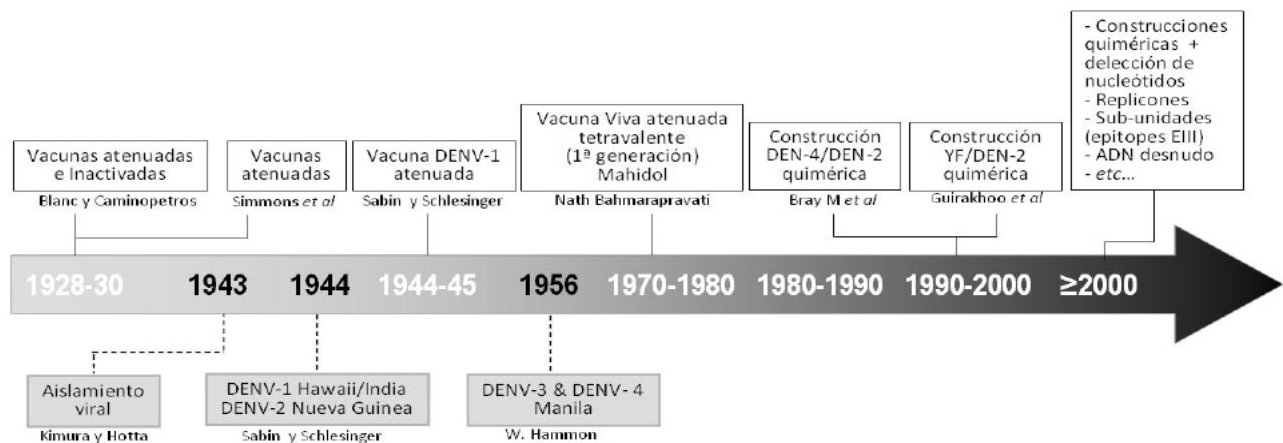 - Construcciones
quiméricas +
delección de
nucleótidos
- Replicones
- Sub-unidades
(epitopes EIII)
- ADN desnudo
- etc...
Vacunas atenuadas
e Inactivadas
Blanc y Caminopetros
Vacunas
atenuadas
Simmons et al
Vacuna DENV-1
atenuada
Sabin y Schlesinger
Vacuna Viva atenuada
tetravalente
(1ª generación)
Mahidol
Nath Bahmarapravati
Construcción
DEN-4/DEN-2
quimérica
Bray M et al
Construcción
YF/DEN-2
quimérica
Guirakhoo et al
1928-30 1943 1944 1944-45 1956 1970-1980 1980-1990 1990-2000 ≥2000
Aislamiento
viral
Kimura y Hotta
DENV-1 Hawaii/India
DENV-2 Nueva Guinea
Sabin y Schlesinger
DENV-3 & DENV- 4
Manila
W. Hammon